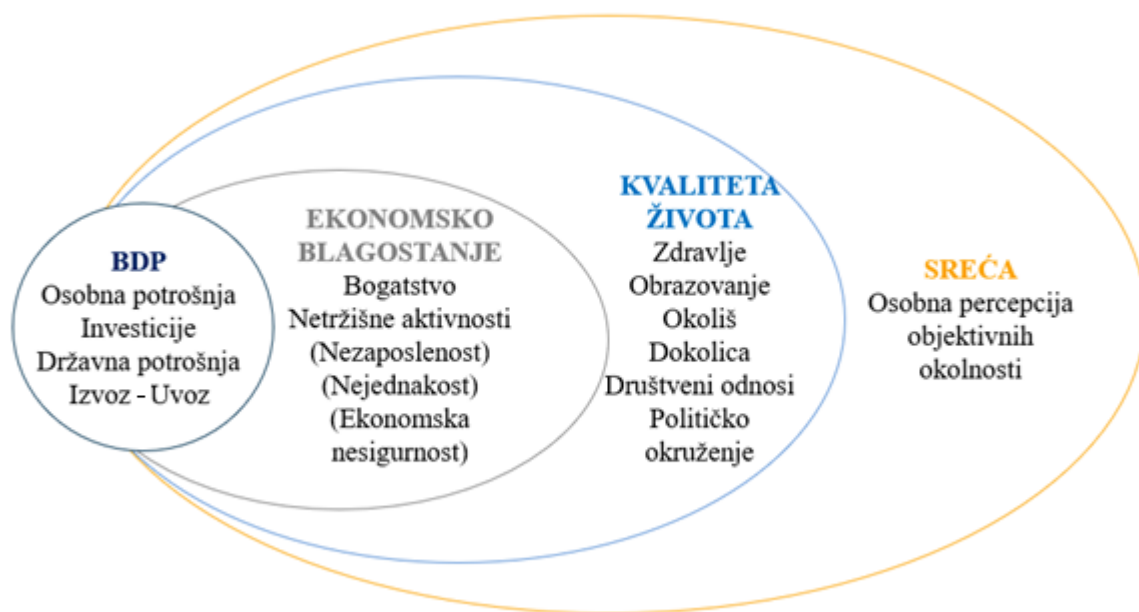 BDP
Osobna potrošnja
Investicije
Državna potrošnja
Izvoz - Uvoz
EKONOMSKO
BLAGOSTANJE
Bogatstvo
Netržišne aktivnosti
(Nezaposlenost)
(Nejednakost)
(Ekonomska
nesigurnost)
KVALITETA
ŽIVOTA
Zdravlje
Obrazovanje
Okoliš
Dokolica
Društveni odnosi
Političko
okruženje
SREĆA
Osobna percepcija
objektivnih
okolnosti